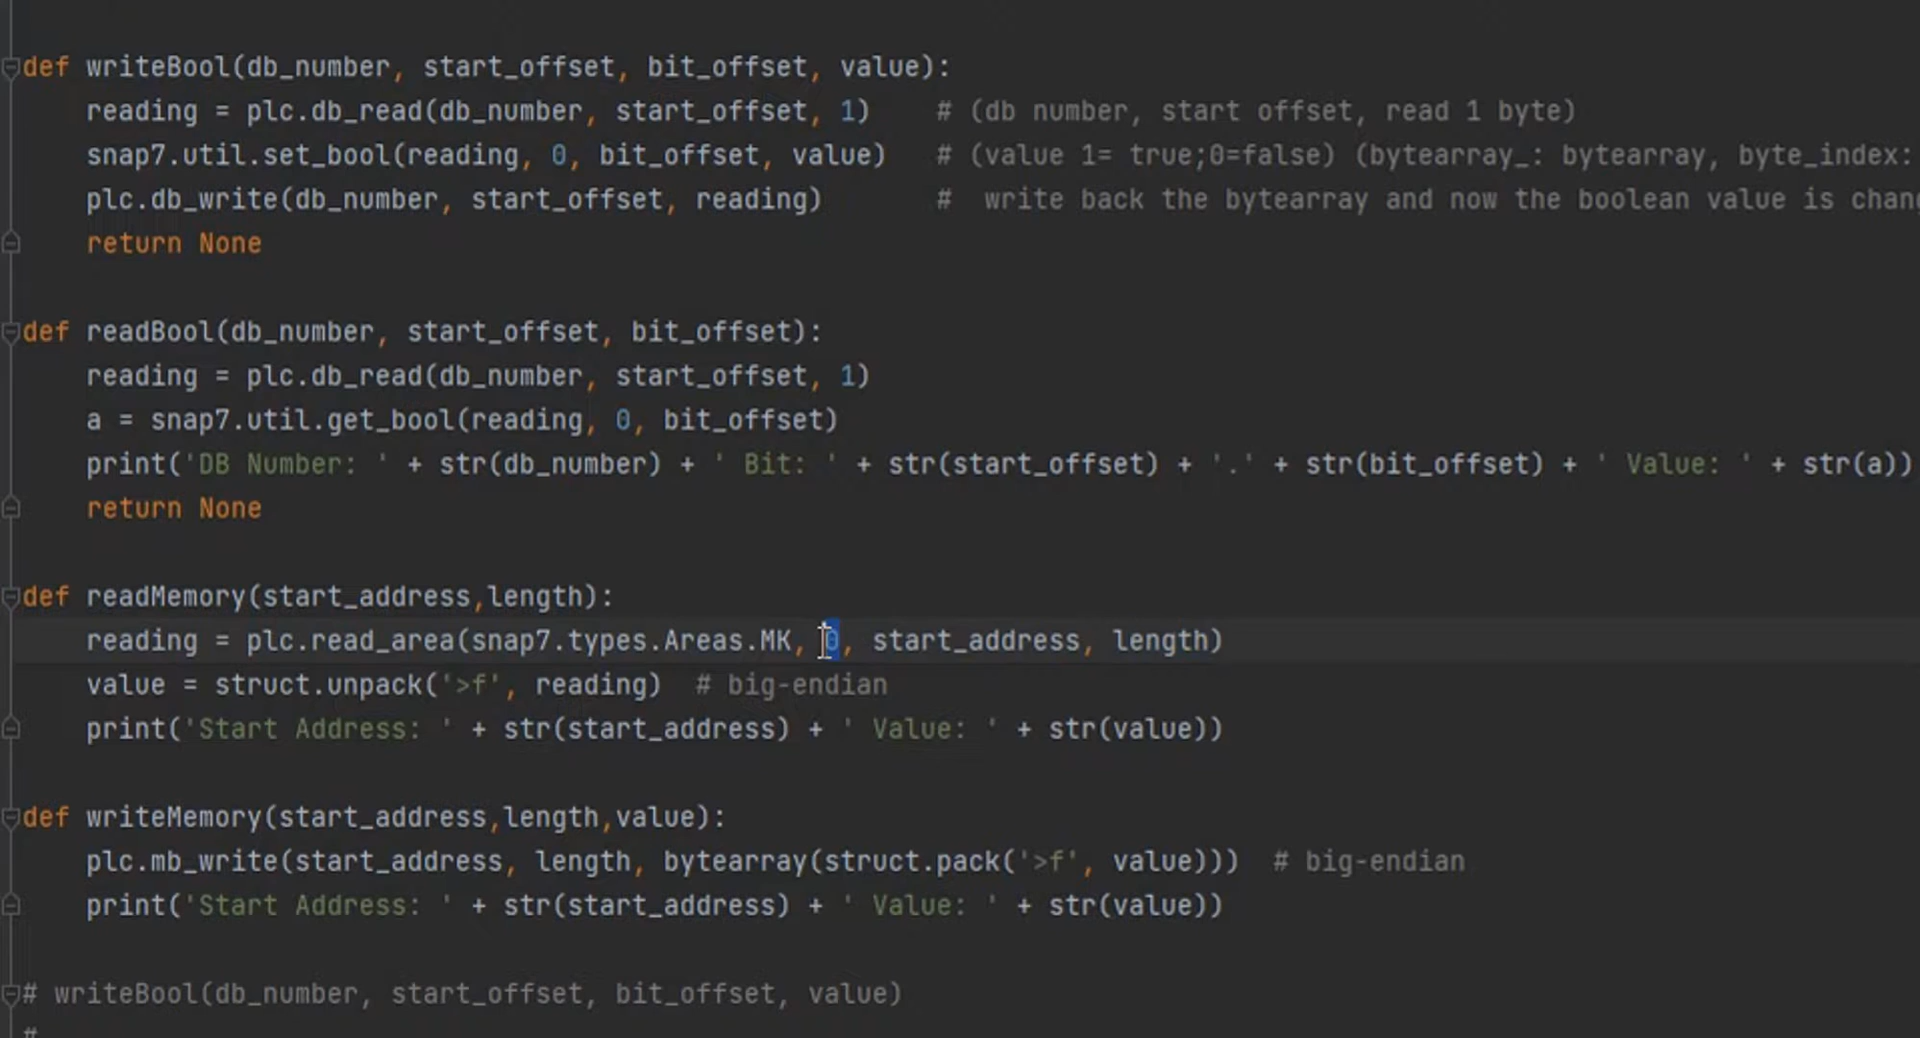 def writeBool(db_number, start_offset, bit_offset, value):
    reading = plc.db_read(db_number, start_offset, 1)    # (db number, start offset, read 1 byte)
    snap7.util.set_bool(reading, 0, bit_offset, value)   # (value 1= true;0=false) (bytearray_: bytearray, byte_index:
    plc.db_write(db_number, start_offset, reading)       #  write back the bytearray and now the boolean value is
    return None
def readBool(db_number, start_offset, bit_offset):
    reading = plc.db_read(db_number, start_offset, 1)
    a = snap7.util.get_bool(reading, 0, bit_offset)
    print('DB Number: ' + str(db_number) + ' Bit: ' + str(start_offset) + '.' + str(bit_offset) + ' Value: ' + str(a))
    return None
def readMemory(start_address,length):
    reading = plc.read_area(snap7.types.Areas.MK, 0, start_address, length)
    value = struct.unpack('>f', reading)  # big-endian
    print('Start Address: ' + str(start_address) + ' Value: ' + str(value))
def writeMemory(start_address,length,value):
    plc.mb_write(start_address, length, bytearray(struct.pack('>f', value)))  # big-endian
    print('Start Address: ' + str(start_address) + ' Value: ' + str(value))
# writeBool(db_number, start_offset, bit_offset, value)
#